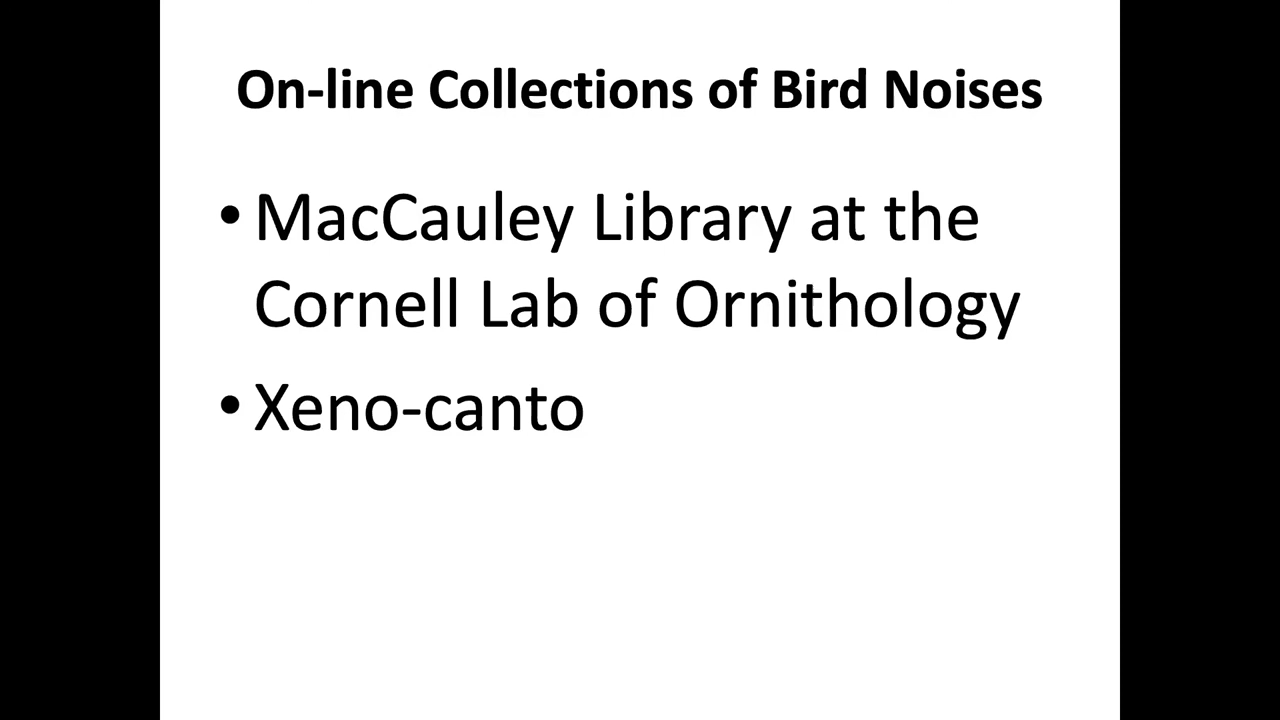 On-line Collections of Bird Noises
• MacCauley Library at the
Cornell Lab of Ornithology
• Xeno-canto